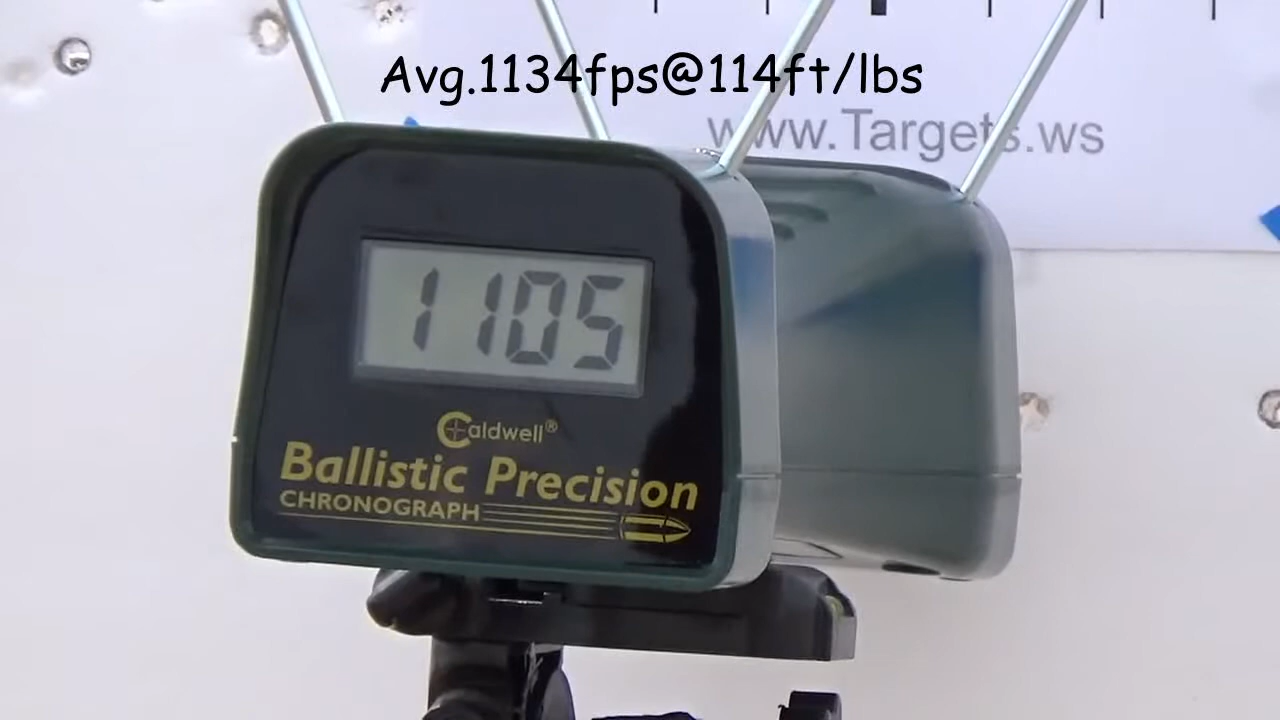 Avg.1134fps@114ft/lbs
www.Targets.ws
1105
Caldwell®
Ballistic Precision
CHRONOGRAPH